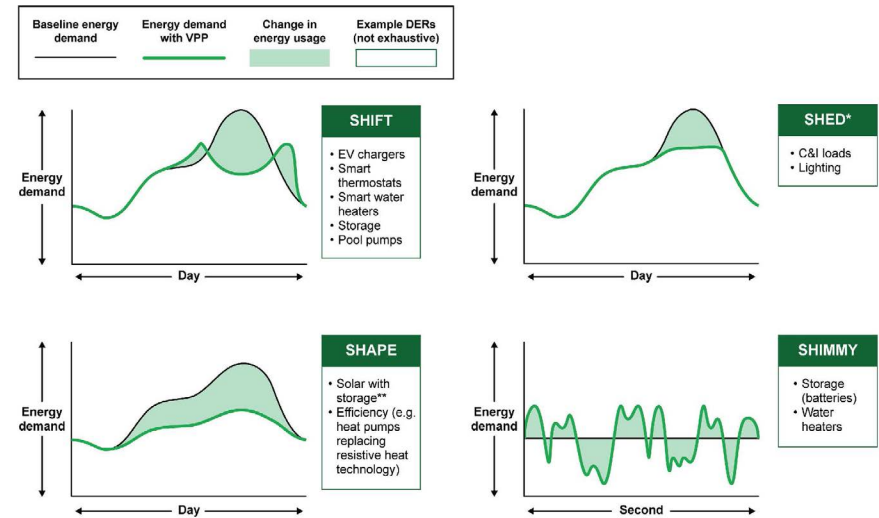 Baseline energy
demand
Energy demand
with VPP
Change in
energy usage
Example DERs
(not exhaustive)
Energy
demand
Day
SHIFT
• EV chargers
• Smart
thermostats
• Smart water
heaters
• Storage
• Pool pumps
Energy
demand
Day
SHED*
• C&I loads
• Lighting
Energy
demand
Day
SHAPE
• Solar with
storage**
• Efficiency (e.g.
heat pumps
replacing
resistive heat
technology)
Energy
demand
Second
SHIMMY
• Storage
(batteries)
• Water
heaters